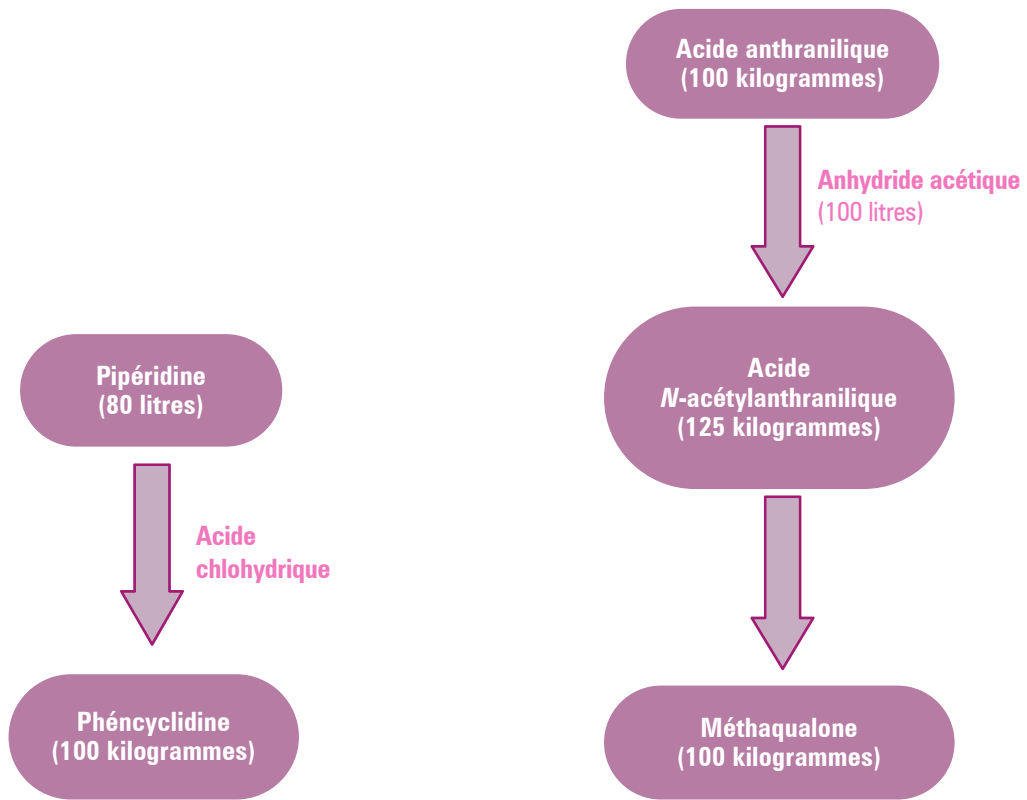 Acide anthranilique
(100 kilogrammes)
Anhydride acétique
(100 litres)
Acide
N-acétylanthranilique
(125 kilogrammes)
Méthaqualone
(100 kilogrammes)
Pipéridine
(80 litres)
Acide
chlohydrique
Phéncyclidine
(100 kilogrammes)